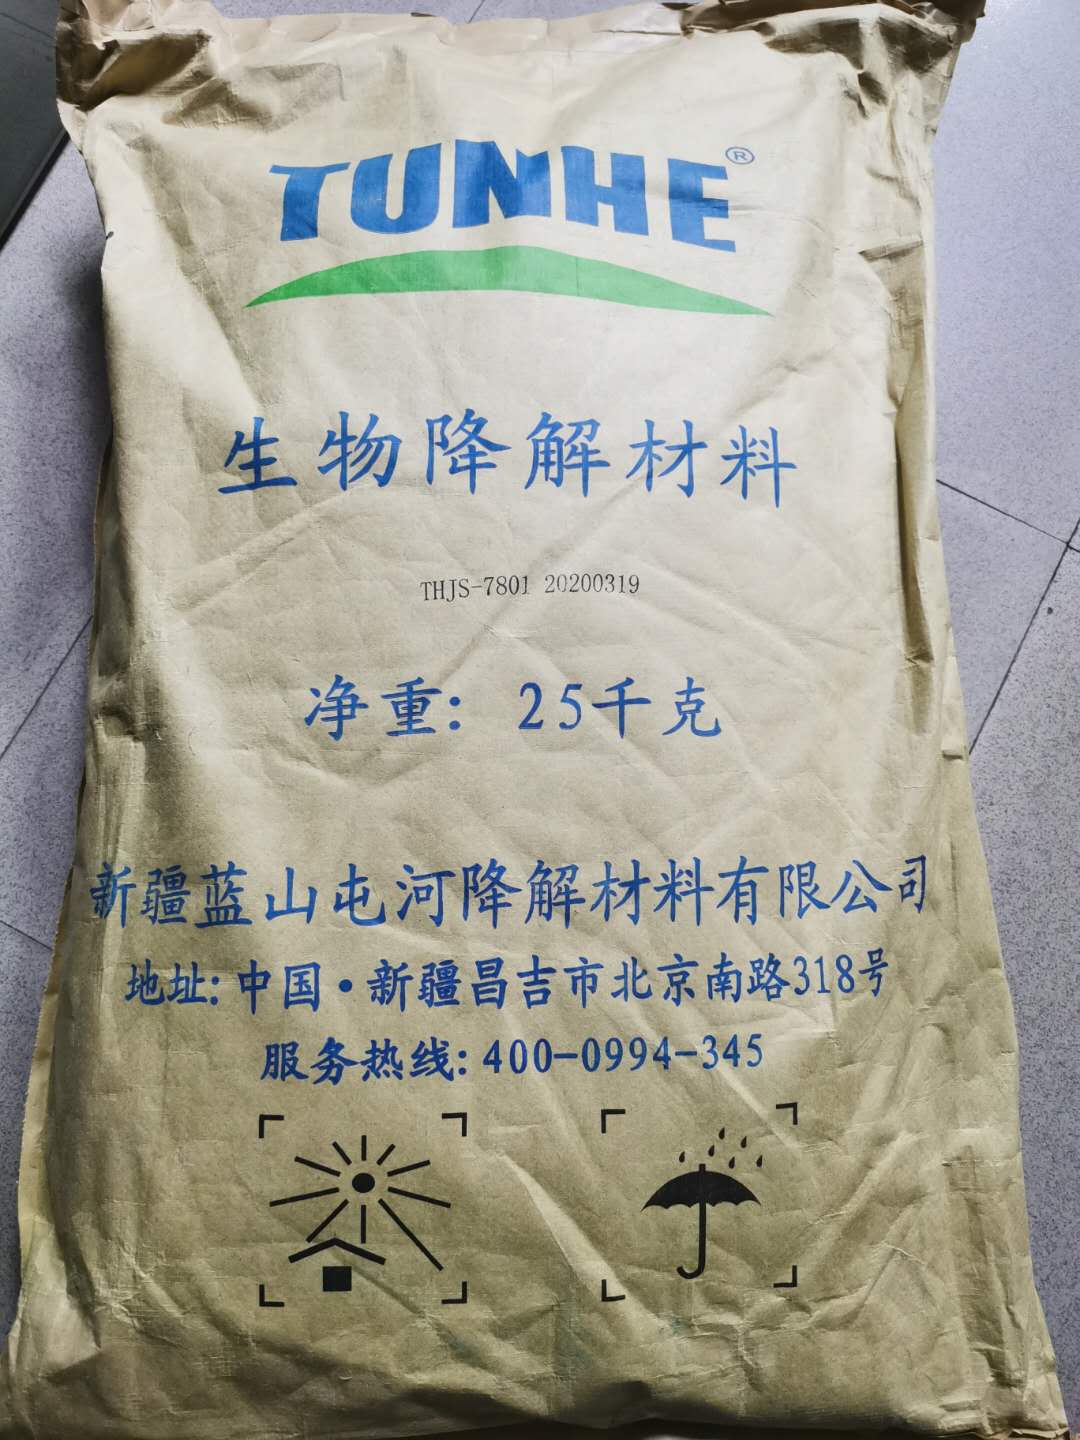 TUNHE®
生物降解材料
THJS-7801 20200319
净重: 25千克
新疆蓝山屯河降解材料有限公司
地址:中国·新疆昌吉市北京南路318号
服务热线:400-0994-345